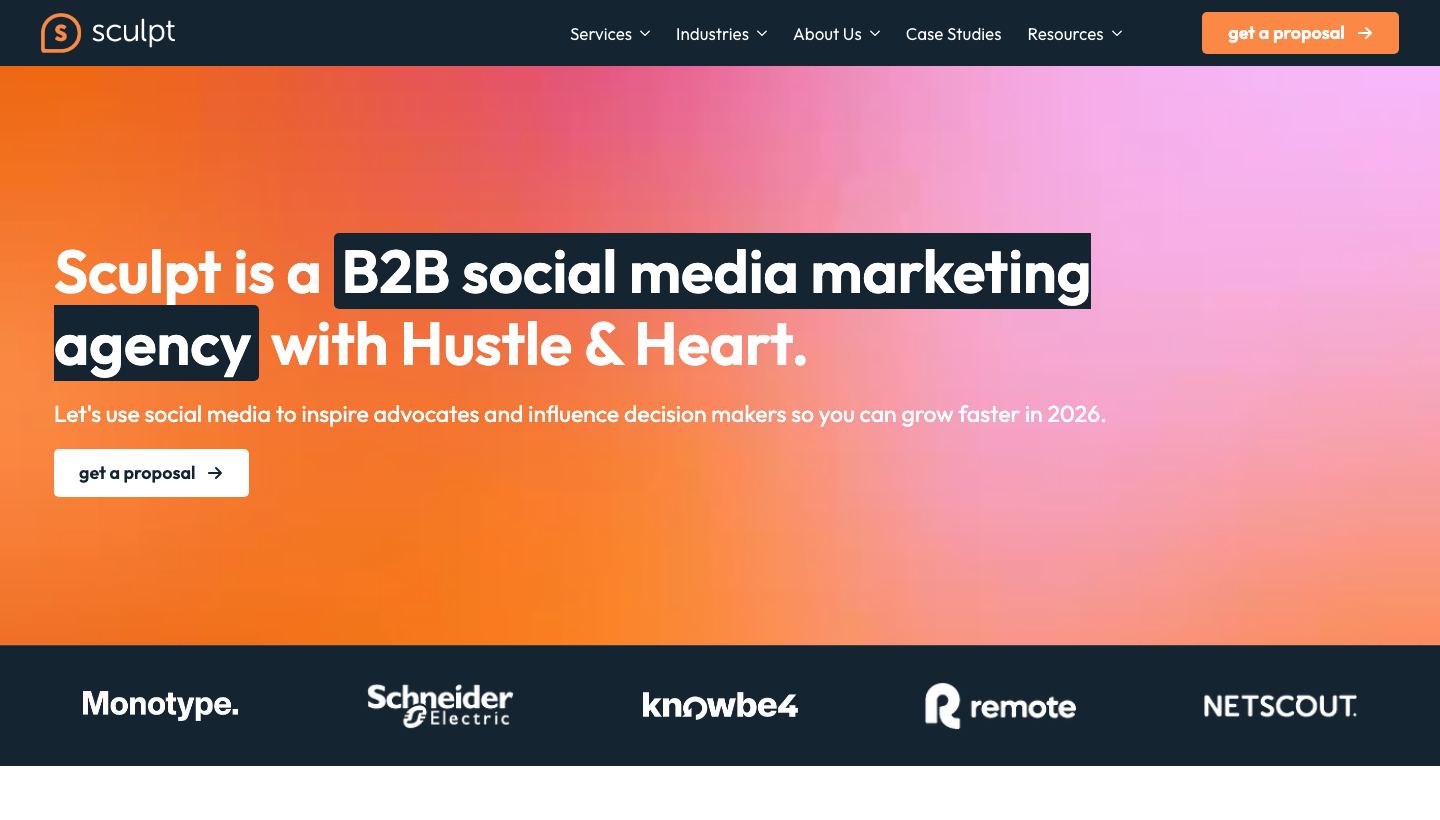 sculpt
Services
Industries
About Us
Case Studies
Resources
get a proposal
Sculpt is a B2B social media marketing
agency with Hustle & Heart.
Let's use social media to inspire advocates and influence decision makers so you can grow faster in 2026.
get a proposal
Monotype.
Schneider
Electric
knowbe4
remote
NETSCOUT.